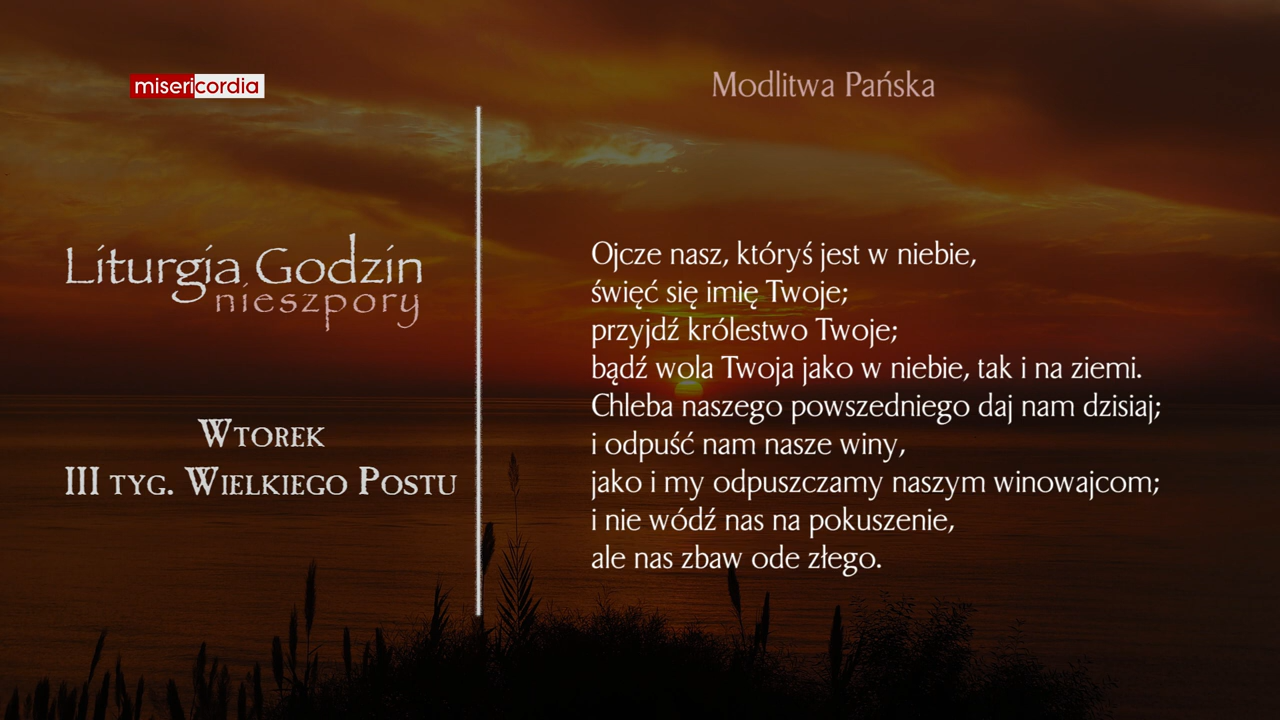 misericordia
Liturgia Godzin
nieszpory
Wtorek
III tyg. Wielkiego Postu
Modlitwa Pańska
Ojcze nasz, któryś jest w niebie,
święć się imię Twoje;
przyjdź królestwo Twoje;
bądź wola Twoja jako w niebie, tak i na ziemi.
Chleba naszego powszedniego daj nam dzisiaj;
i odpuść nam nasze winy,
jako i my odpuszczamy naszym winowajcom;
i nie wódź nas na pokuszenie,
ale nas zbaw ode złego.